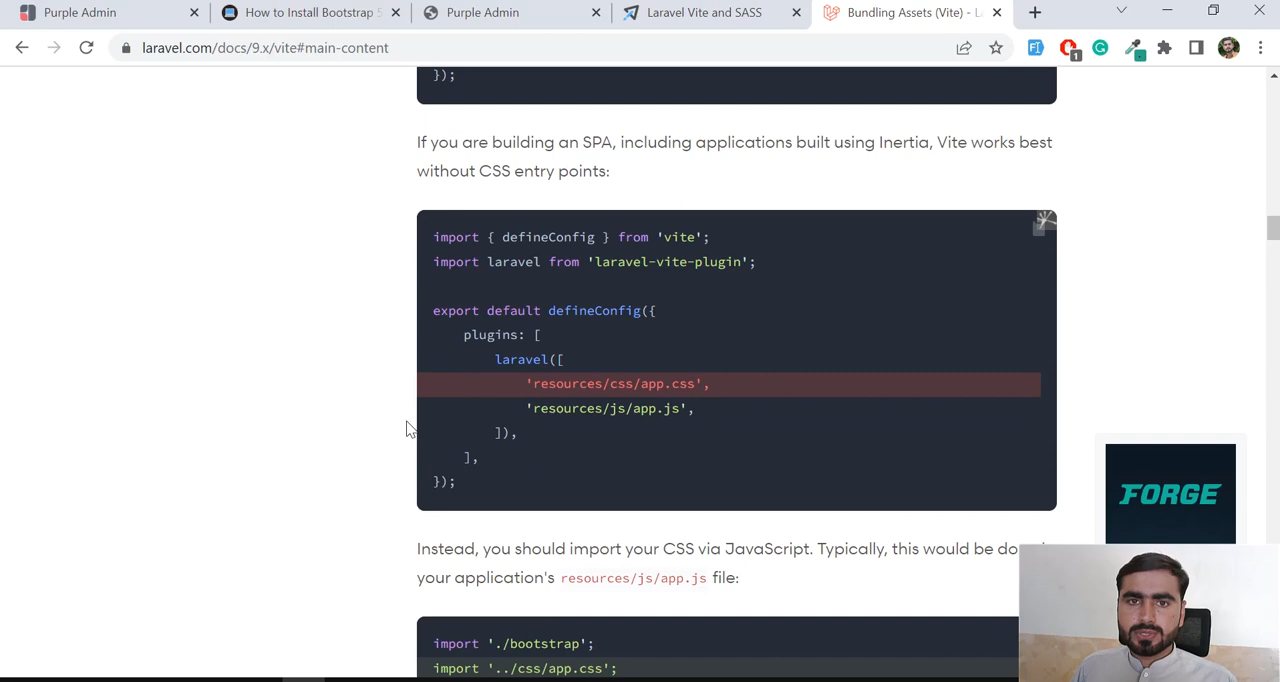 Purple Admin
How to Install Bootstrap 5
Purple Admin
Laravel Vite and SASS
Bundling Assets (Vite) - L
laravel.com/docs/9.x/vite#main-content
1
});
If you are building an SPA, including applications built using Inertia, Vite works best
without CSS entry points:
import { defineConfig } from 'vite';
import laravel from 'laravel-vite-plugin';
export default defineConfig({
plugins: [
laravel([
'resources/css/app.css',
'resources/js/app.js',
]),
],
});
FORGE
Instead, you should import your CSS via JavaScript. Typically, this would be do
your application's resources/js/app.js file:
import './bootstrap';
import '../css/app.css';